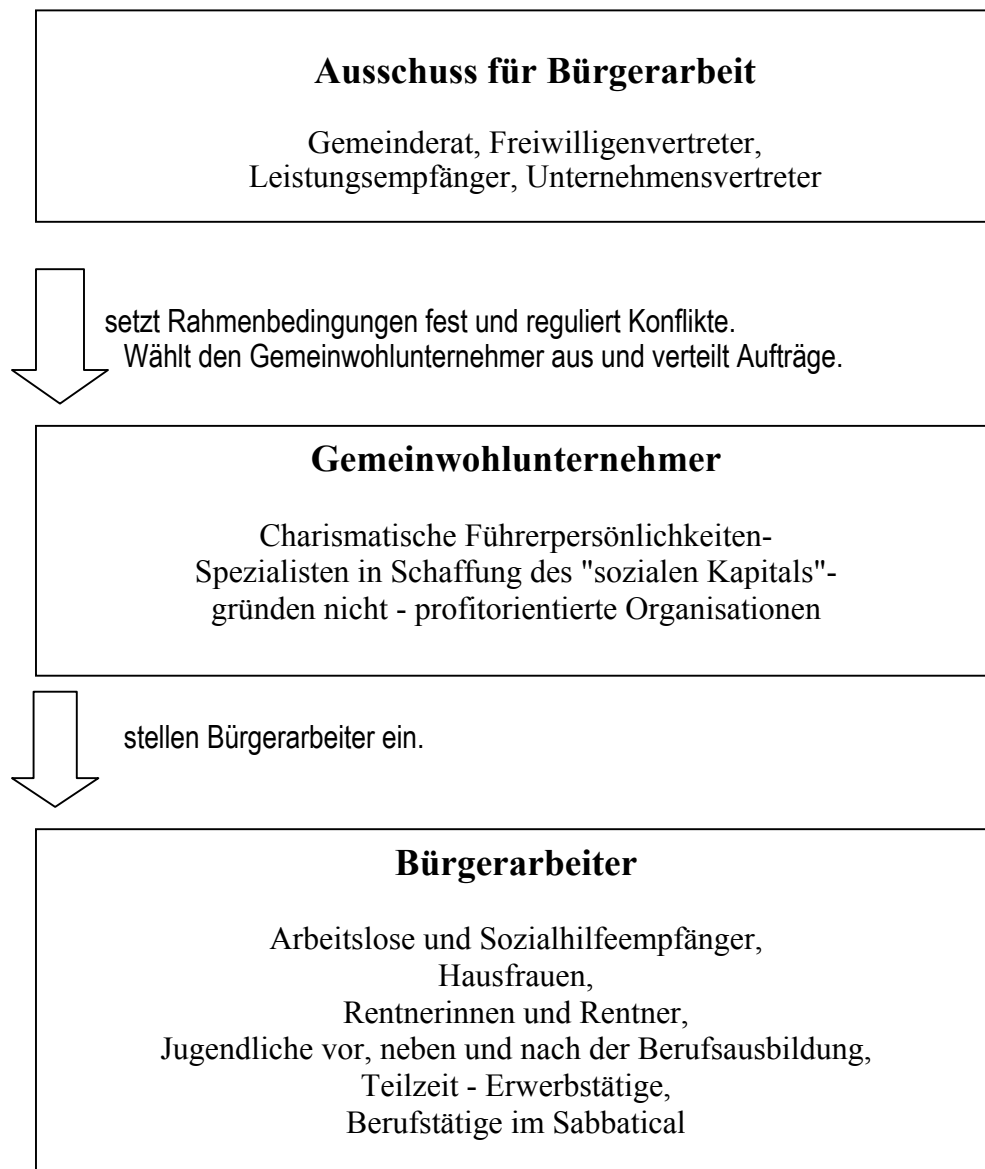 Ausschuss für Bürgerarbeit
Gemeinderat, Freiwilligenvertreter,
Leistungsempfänger, Unternehmensvertreter
setzt Rahmenbedingungen fest und reguliert Konflikte.
Wählt den Gemeinwohlunternehmer aus und verteilt Aufträge.
Gemeinwohlunternehmer
Charismatische Führerpersönlichkeiten-
Spezialisten in Schaffung des "sozialen Kapitals"-
gründen nicht - profitorientierte Organisationen
stellen Bürgerarbeiter ein.
Bürgerarbeiter
Arbeitslose und Sozialhilfeempfänger,
Hausfrauen,
Rentnerinnen und Rentner,
Jugendliche vor, neben und nach der Berufsausbildung,
Teilzeit - Erwerbstätige,
Berufstätige im Sabbatical